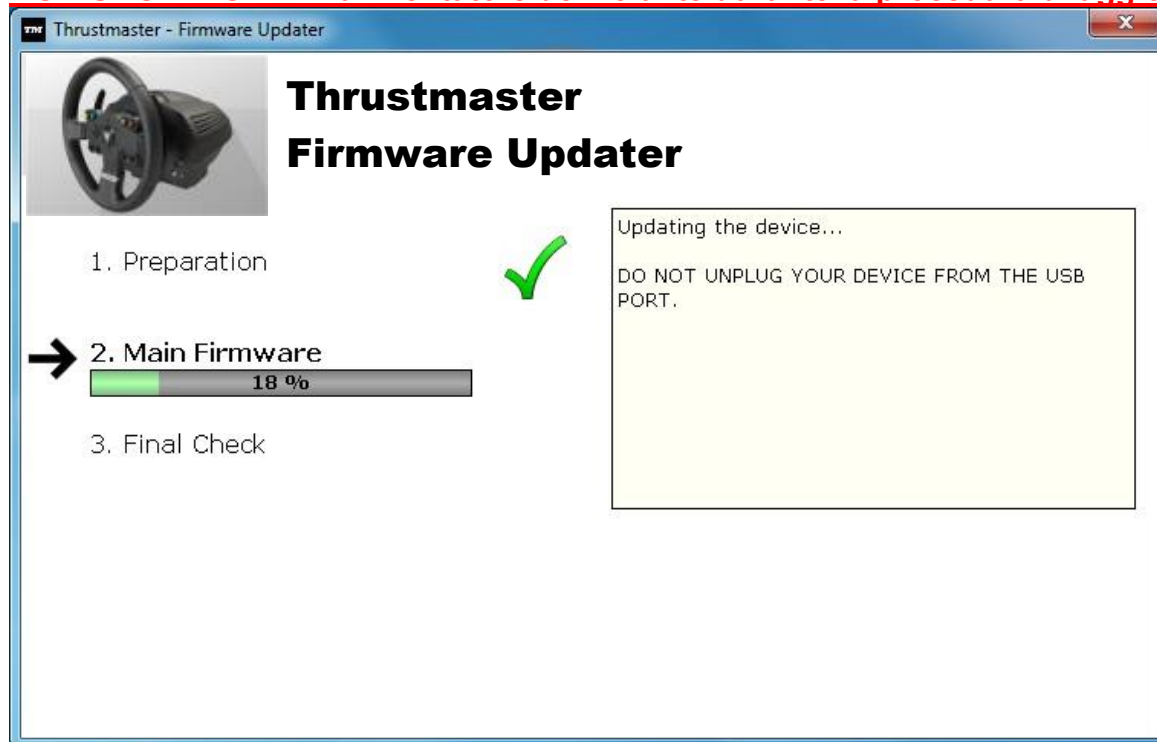 TM Thrustmaster - Firmware Updater
Thrustmaster
Firmware Updater
1. Preparation
2. Main Firmware
18 %
3. Final Check
Updating the device...
DO NOT UNPLUG YOUR DEVICE FROM THE USB
PORT.